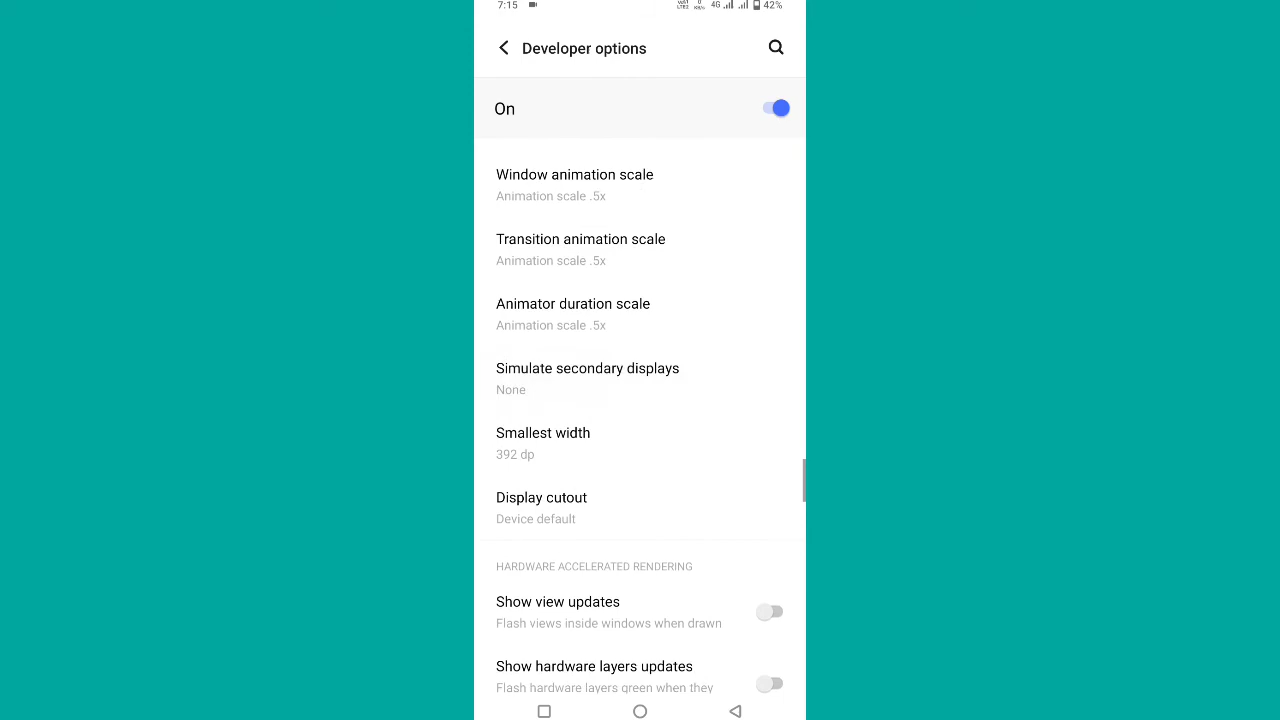 7:15 4G 42%
Developer options
On
Window animation scale
Animation scale .5x
Transition animation scale
Animation scale .5x
Animator duration scale
Animation scale .5x
Simulate secondary displays
None
Smallest width
392 dp
Display cutout
Device default
HARDWARE ACCELERATED RENDERING
Show view updates
Flash views inside windows when drawn
Show hardware layers updates
Flash hardware layers green when they